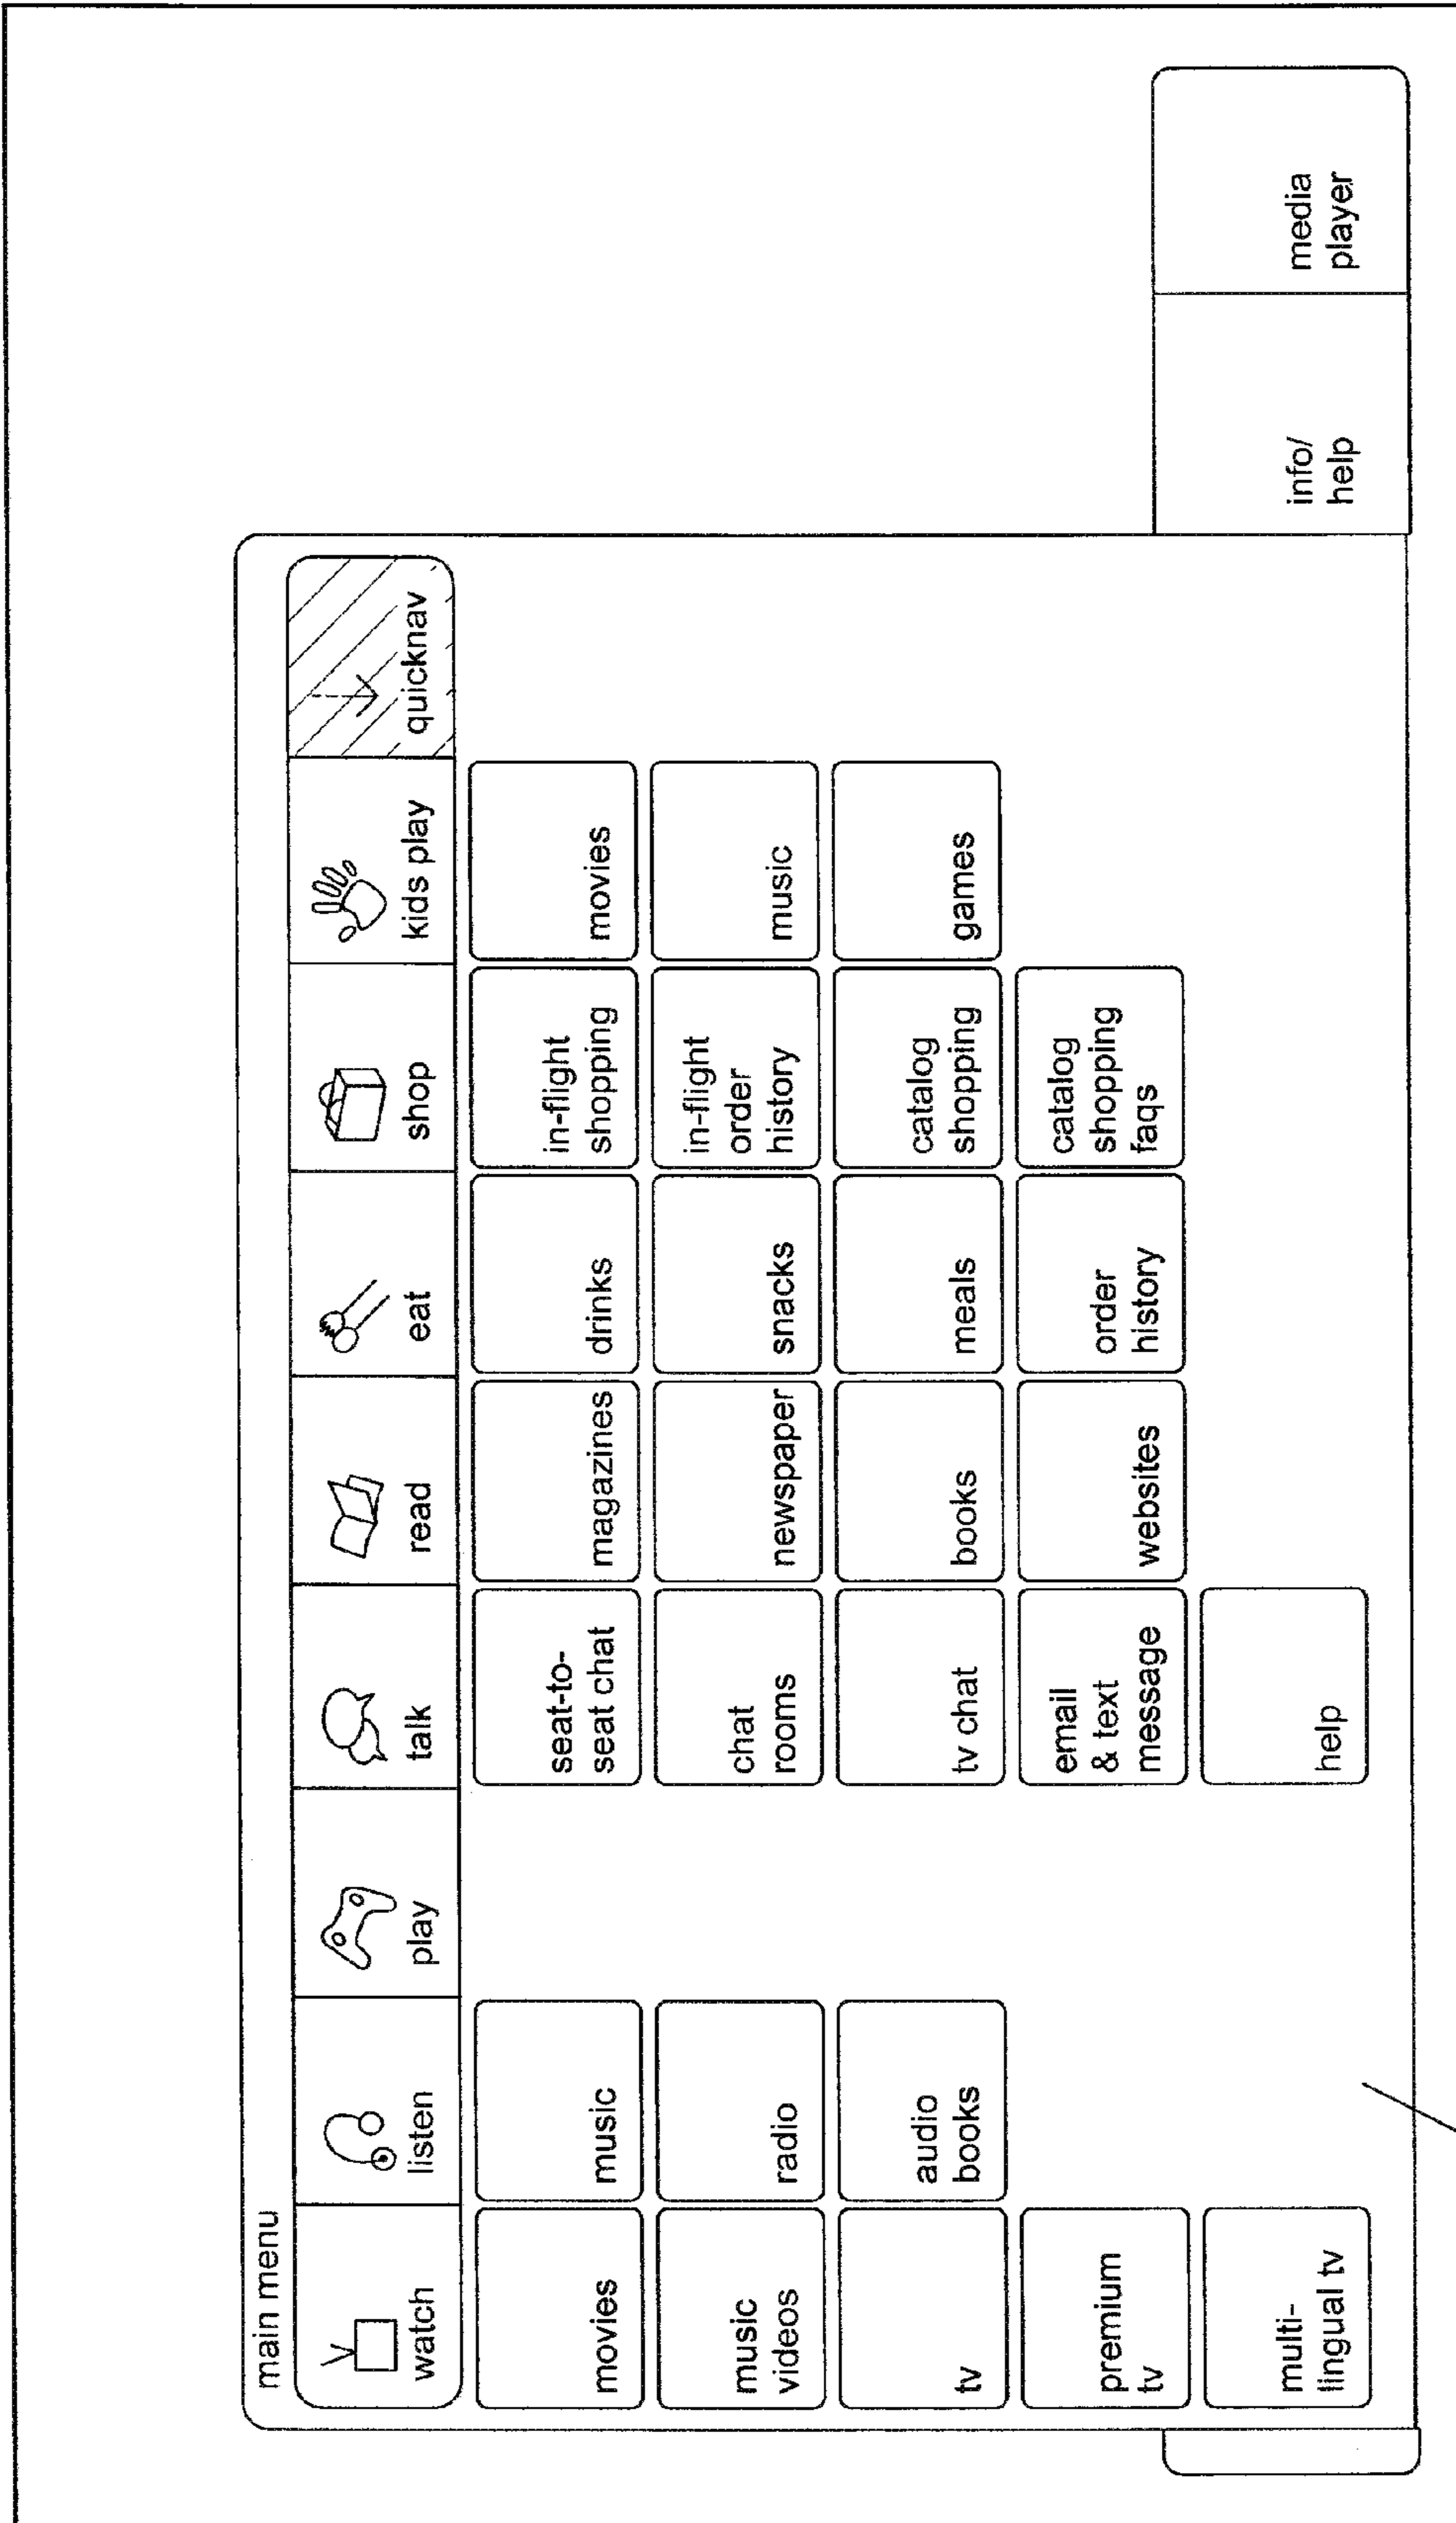 main menu
watch
listen
play
talk
read
eat
shop
kids play
quicknav
movies
music
videos
tv
premium
tv
multi-
lingual tv
music
radio
audio
books
seat-to-
seat chat
chat
rooms
tv chat
email
& text
message
help
magazines
newspaper
books
websites
drinks
snacks
meals
order
history
in-flight
shopping
in-flight
order
history
catalog
shopping
catalog
shopping
faqs
movies
music
games
info/
help
media
player